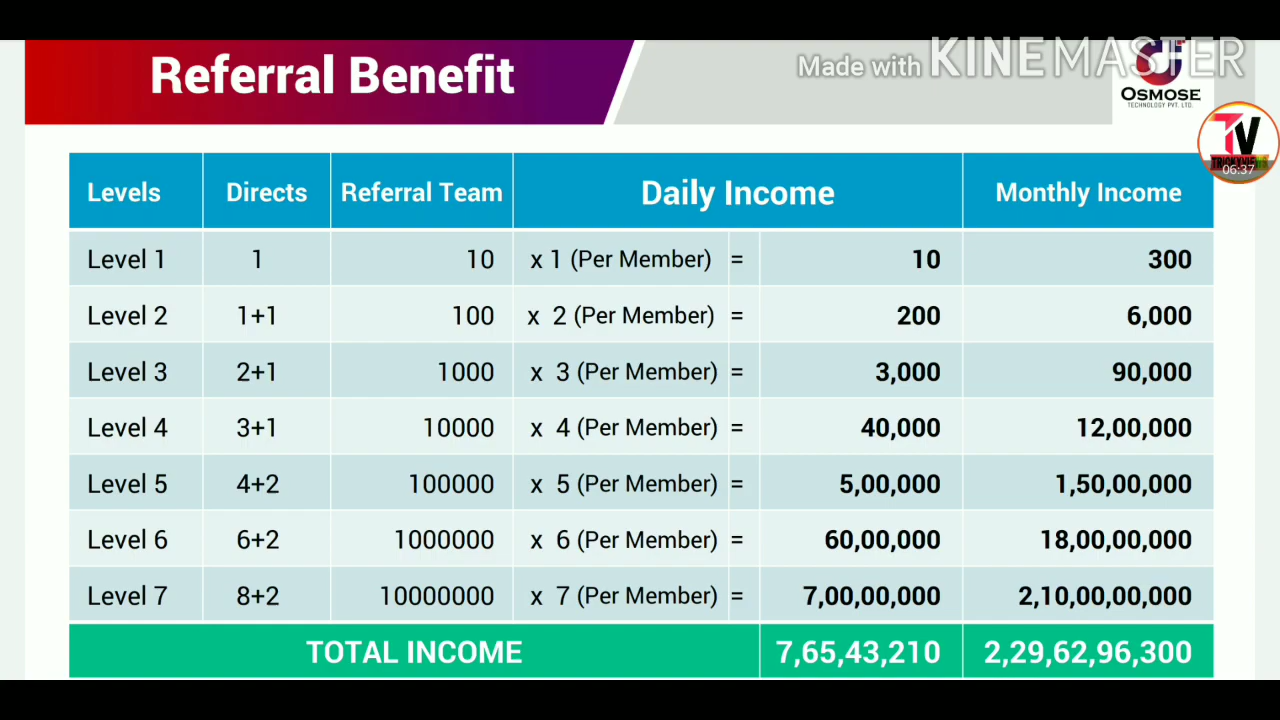 Referral Benefit
Made with KINEMASTER
OSMOSE
TECHNOLOGY PVT. LTD.
TV
06:37
Levels Directs Referral Team Daily Income Monthly Income
Level 1 1 10 x 1 (Per Member) = 10 300
Level 2 1+1 100 x 2 (Per Member) = 200 6,000
Level 3 2+1 1000 x 3 (Per Member) = 3,000 90,000
Level 4 3+1 10000 x 4 (Per Member) = 40,000 12,00,000
Level 5 4+2 100000 x 5 (Per Member) = 5,00,000 1,50,00,000
Level 6 6+2 1000000 x 6 (Per Member) = 60,00,000 18,00,00,000
Level 7 8+2 10000000 x 7 (Per Member) = 7,00,00,000 2,10,00,00,000
TOTAL INCOME 7,65,43,210 2,29,62,96,300